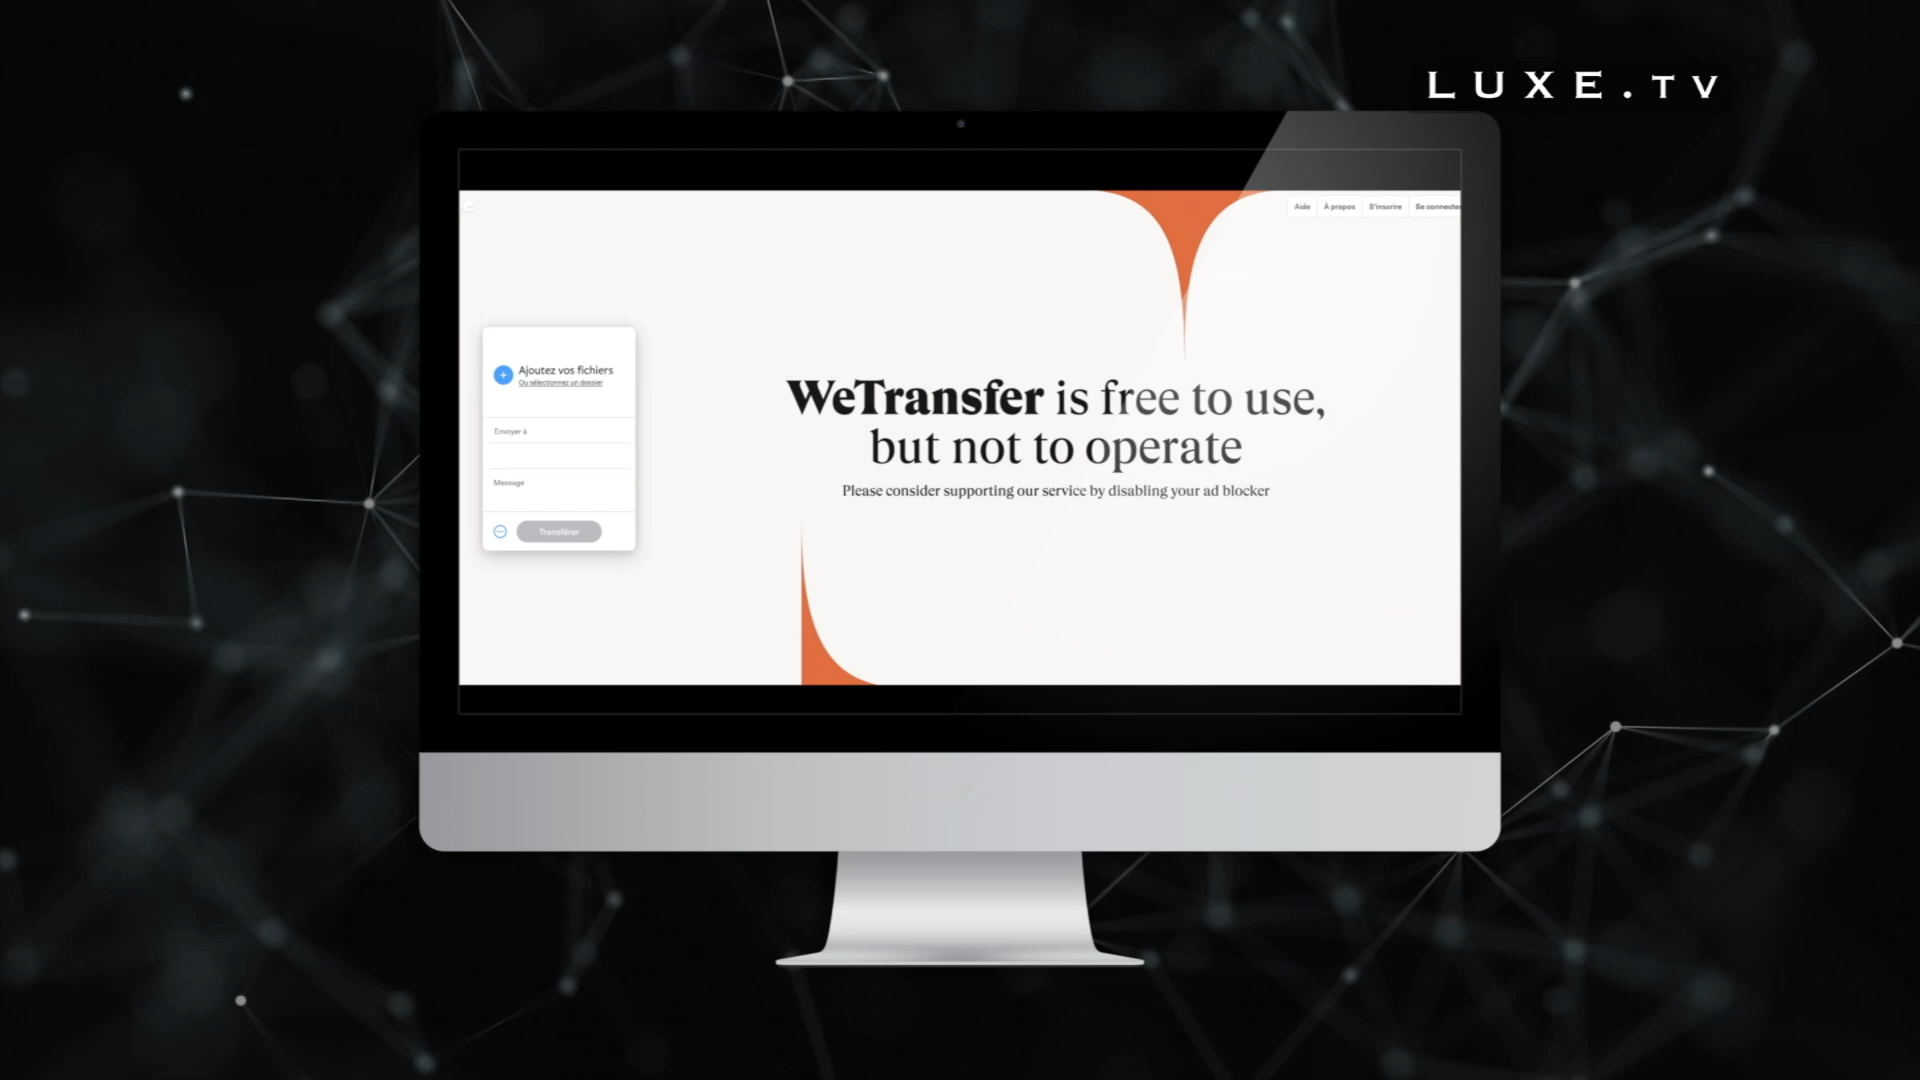 LUXE.TV
Aide À propos S'inscrire Se connecter
Ajoutez vos fichiers
Ou sélectionnez un dossier
Envoyer à
Message
Transférer
WeTransfer is free to use,
but not to operate
Please consider supporting our service by disabling your ad blocker